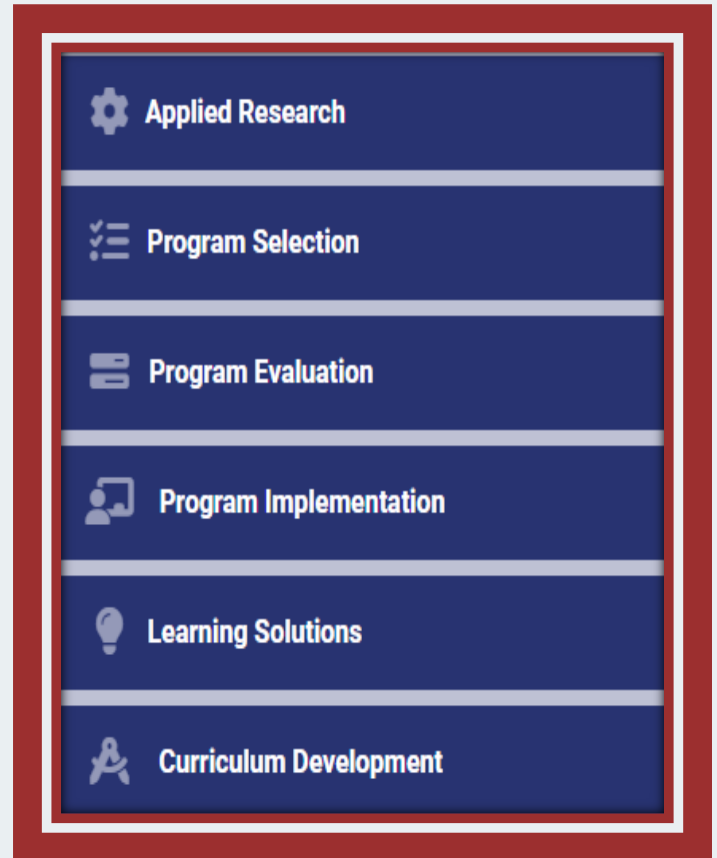 Applied Research
Program Selection
Program Evaluation
Program Implementation
Learning Solutions
Curriculum Development